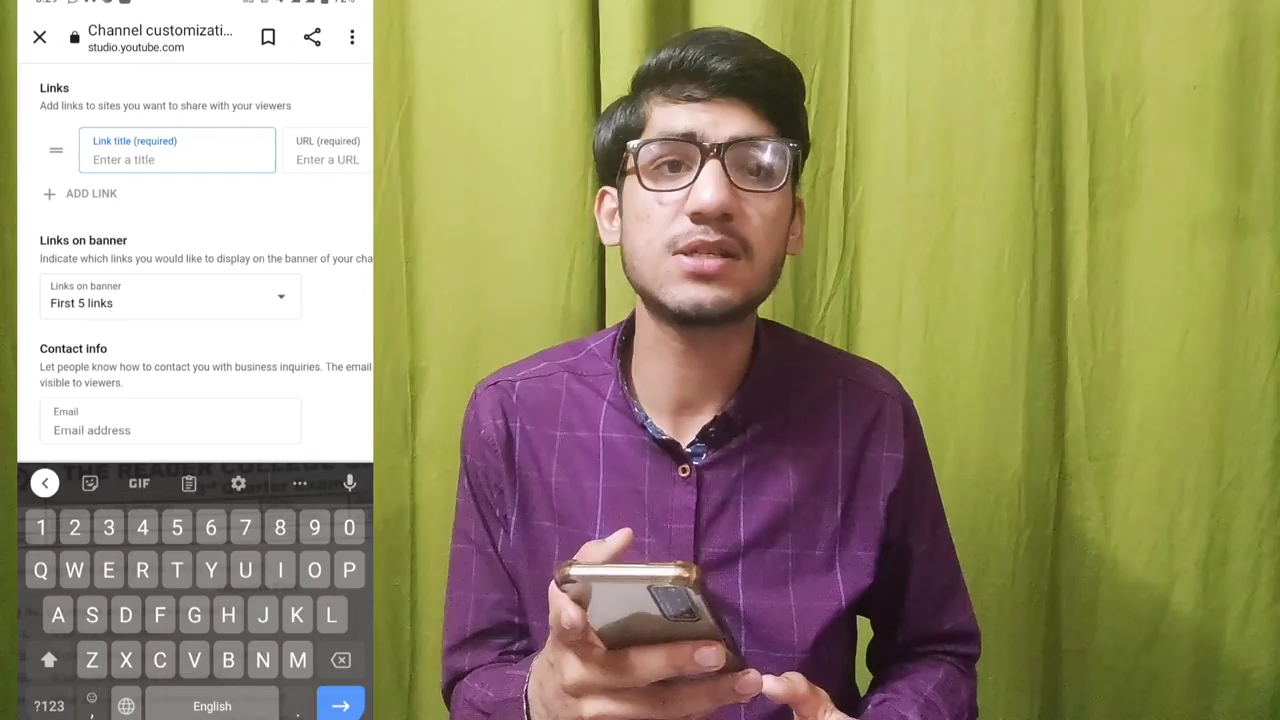 Channel customizati...
studio.youtube.com
Links
Add links to sites you want to share with your viewers
Link title (required)
Enter a title
URL (required)
Enter a URL
ADD LINK
Links on banner
Indicate which links you would like to display on the banner of your cha
Links on banner
First 5 links
Contact info
Let people know how to contact you with business inquiries. The email
visible to viewers.
Email
Email address
THE READER COLLEGE
GIF
1 2 3 4 5 6 7 8 9 0
Q W E R T Y U I O P
A S D F G H J K L
Z X C V B N M
?123 , English .